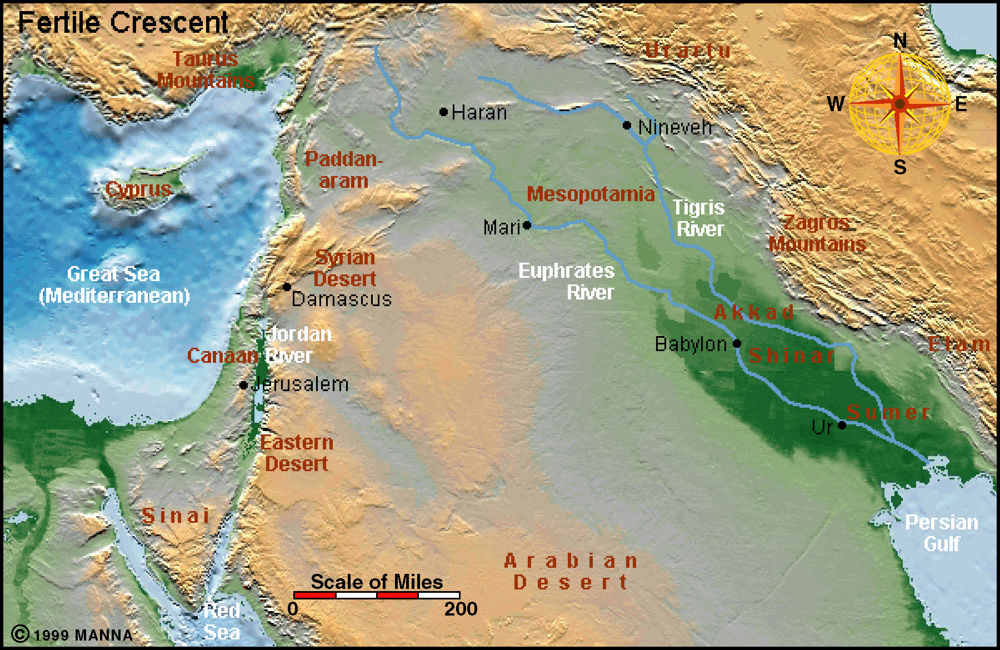 Fertile Crescent
Taurus
Mountains
Urartu
N
W
E
S
Haran
Nineveh
Paddan-
aram
Cyprus
Mesopotamia
Tigris
River
Mari
Zagros
Mountains
Syrian
Desert
Great Sea
(Mediterranean)
Euphrates
River
Damascus
Akkad
Jordan
River
Canaan
Babylon
Shinar
Elam
Jerusalem
Sumer
Ur
Eastern
Desert
Sinai
Persian
Gulf
Arabian
Desert
Scale of Miles
0 200
Red
Sea
© 1999 MANNA